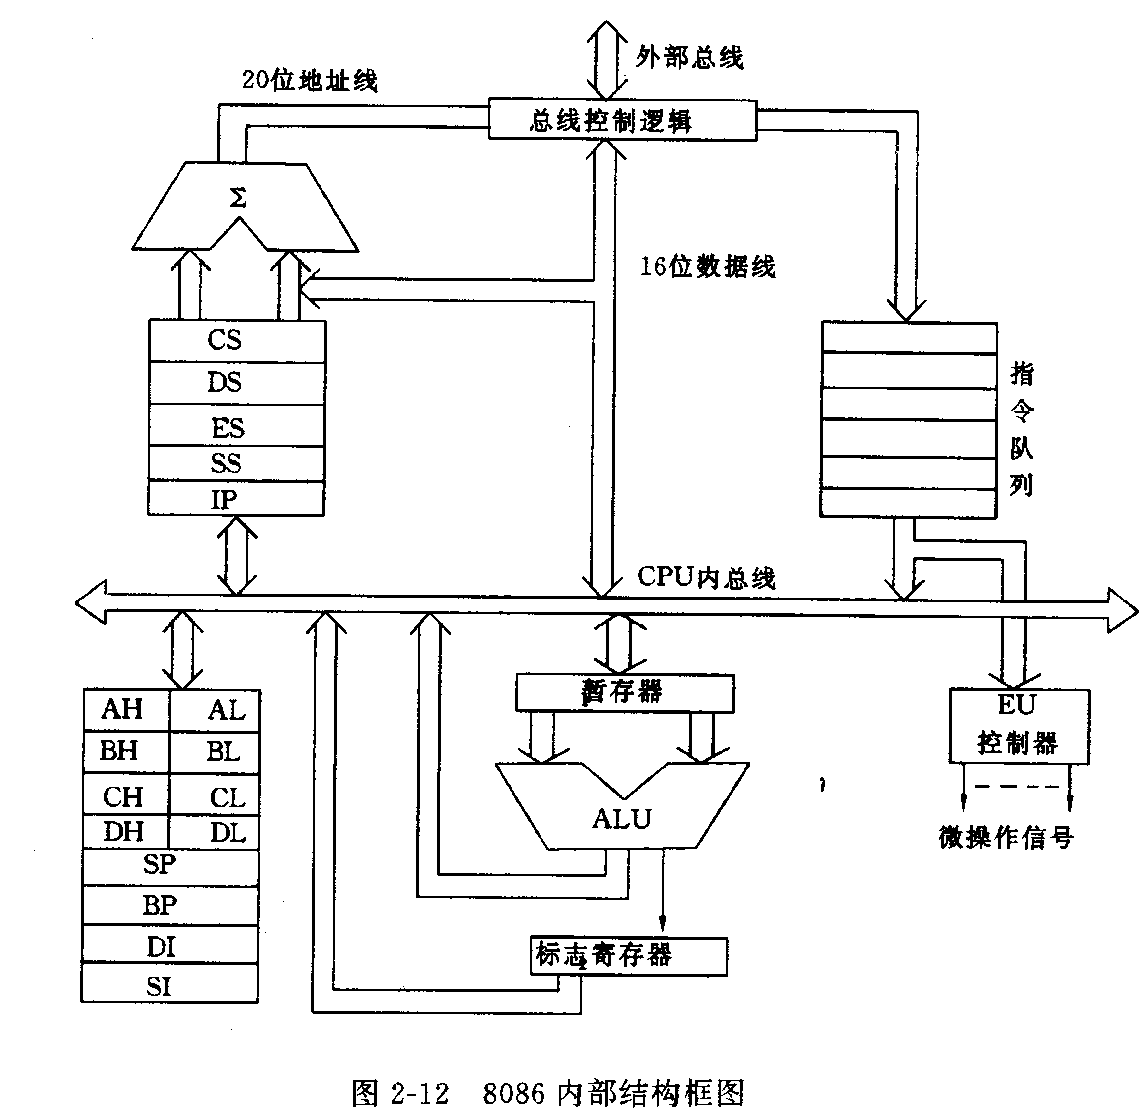 外部总线
20位地址线
总线控制逻辑
Σ
16位数据线
CS
DS
ES
SS
IP
指令队列
CPU内总线
AH AL
BH BL
CH CL
DH DL
SP
BP
DI
SI
暂存器
ALU
标志寄存器
EU
控制器
微操作信号
图 2-12 8086 内部结构框图